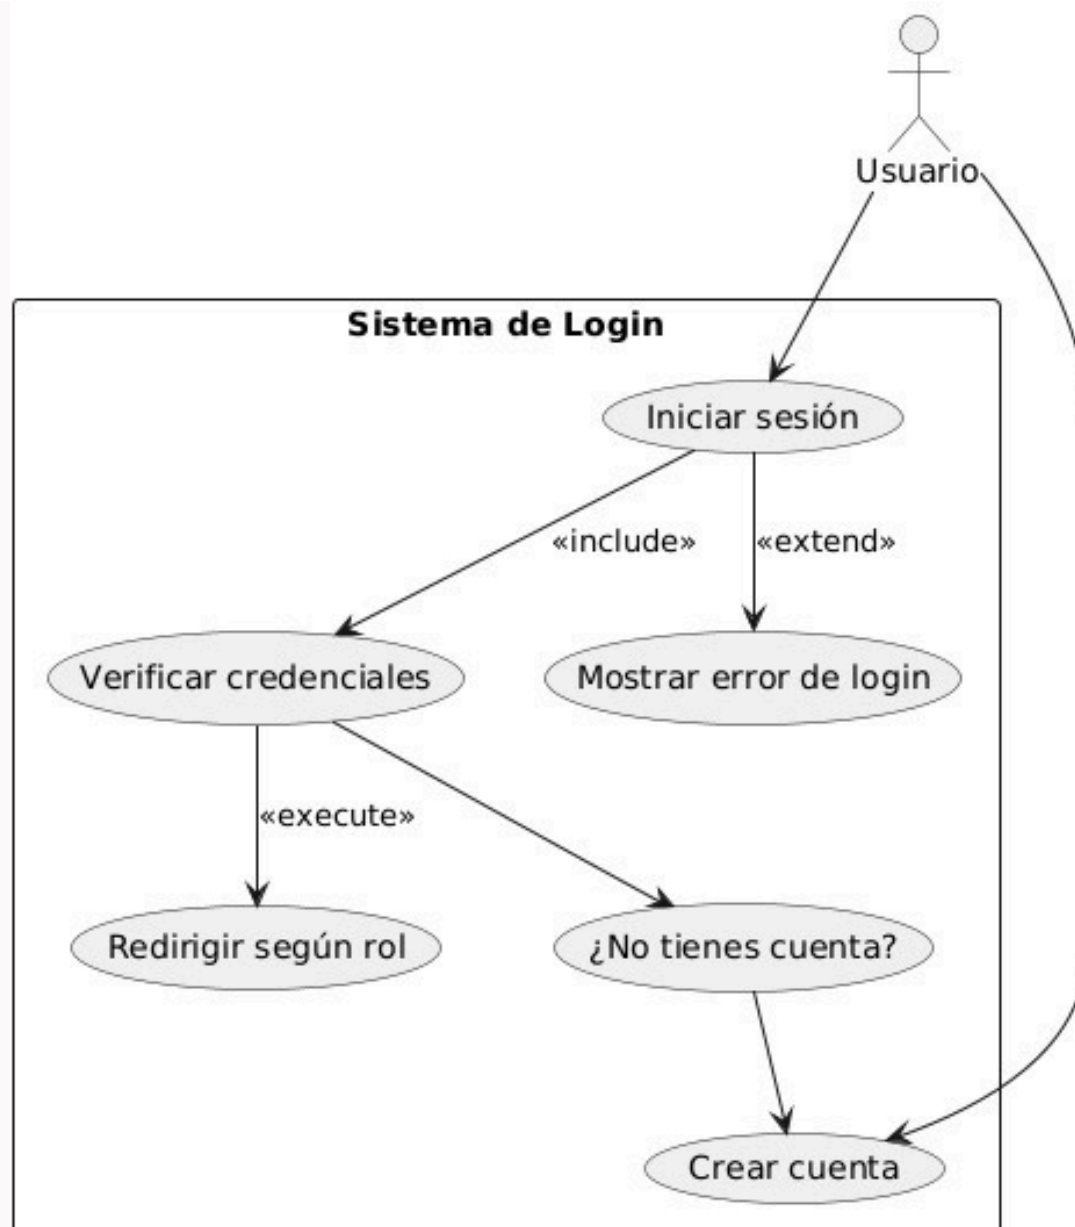 Usuario
Sistema de Login
Iniciar sesión
«include»
«extend»
Verificar credenciales
Mostrar error de login
«execute»
Redirigir según rol
¿No tienes cuenta?
Crear cuenta